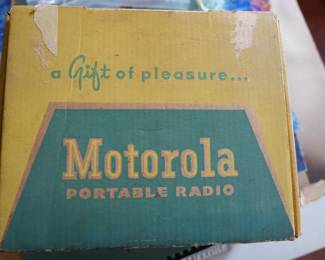 a Gift of pleasure...
Motorola
PORTABLE RADIO